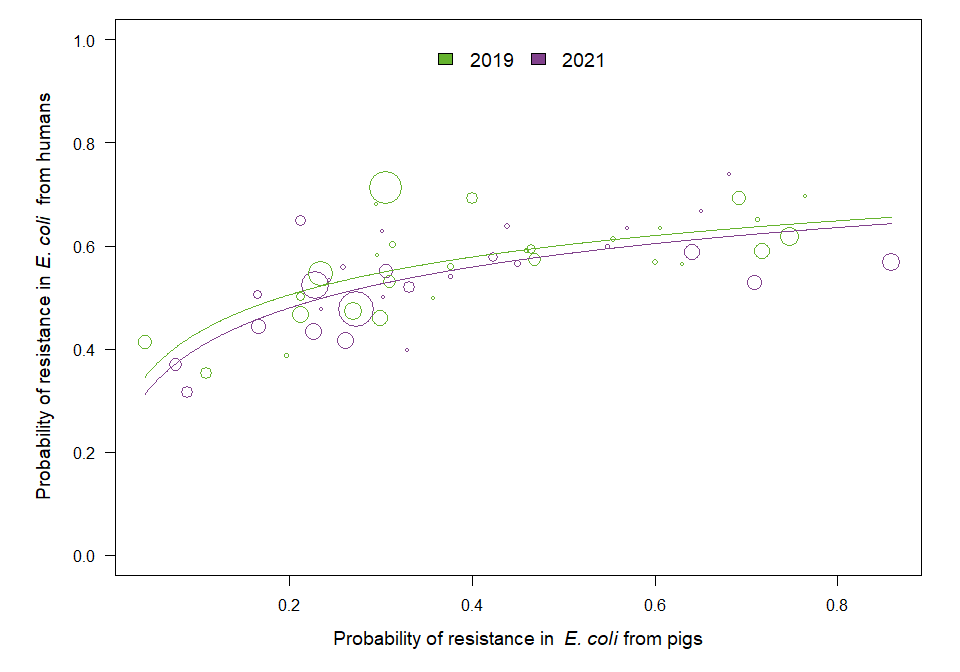 2019 2021
1.0
0.8
0.6
0.4
0.2
0.0
Probability of resistance in E. coli from humans
0.2 0.4 0.6 0.8
Probability of resistance in E. coli from pigs